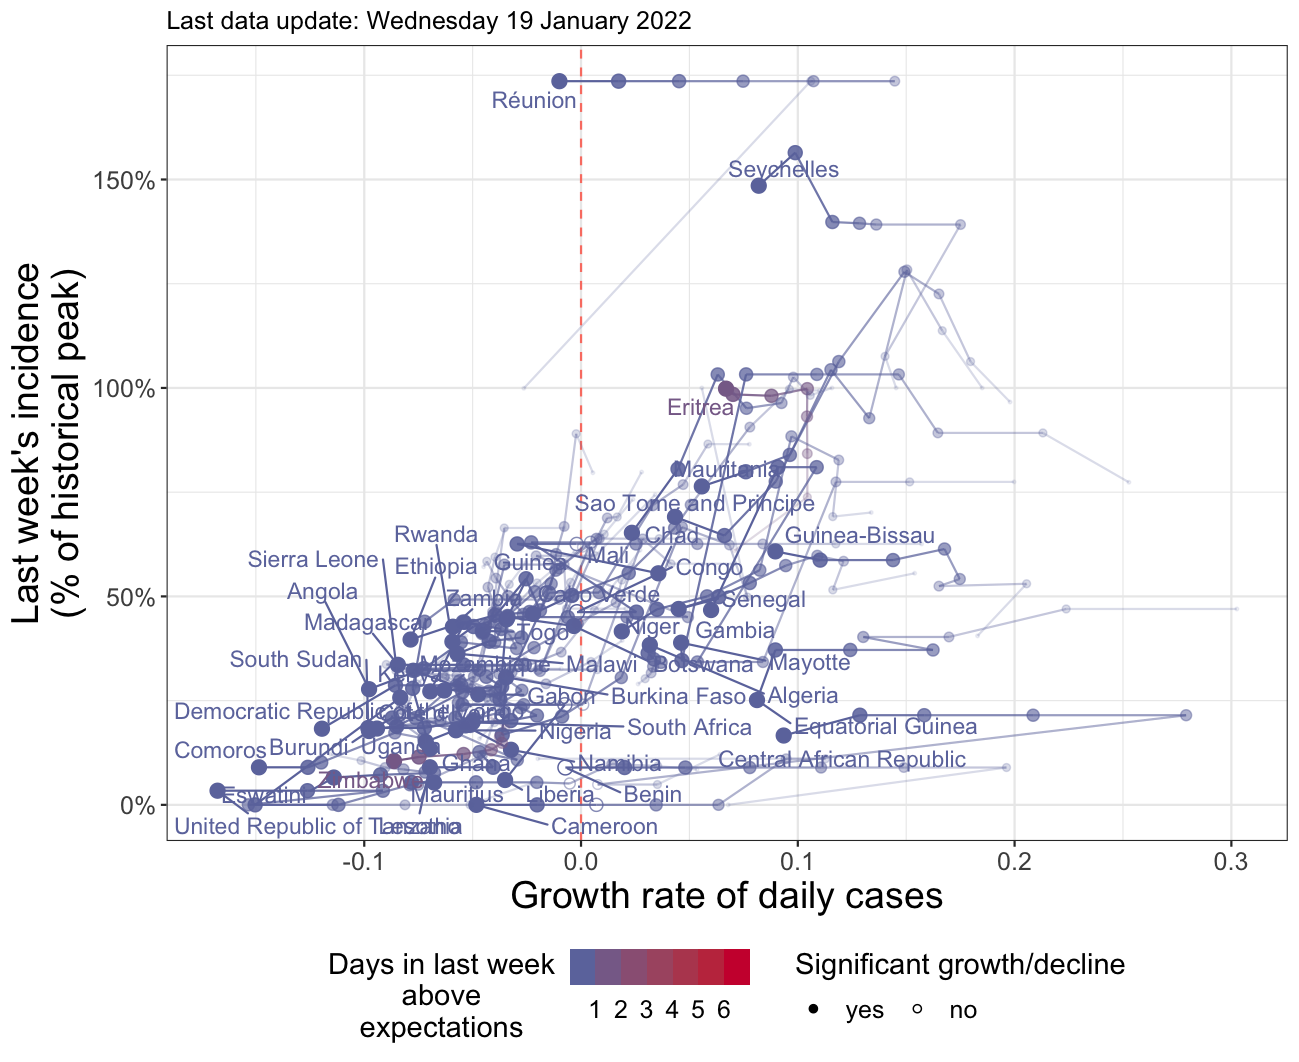 Last data update: Wednesday 19 January 2022
Last week's incidence
(% of historical peak)
150%
100%
50%
0%
Réunion
Seychelles
Eritrea
Mauritania
Sao Tome and Principe
Rwanda
Chad
Guinea-Bissau
Sierra Leone
Ethiopia
Guinea
Mali
Congo
Angola
Zambia
Cabo Verde
Senegal
Madagascar
Togo
Niger
Gambia
South Sudan
Kenya
Mozambique
Malawi
Botswana
Mayotte
Gabon
Burkina Faso
Algeria
Democratic Republic of the Congo
South Africa
Equatorial Guinea
Comoros
Burundi
Uganda
Nigeria
Ghana
Namibia
Central African Republic
Zimbabwe
Eswatini
Mauritius
Liberia
Benin
United Republic of Tanzania
Lesotho
Cameroon
-0.1
0.0
0.1
0.2
0.3
Growth rate of daily cases
Days in last week
above
expectations
1 2 3 4 5 6
Significant growth/decline
yes
no